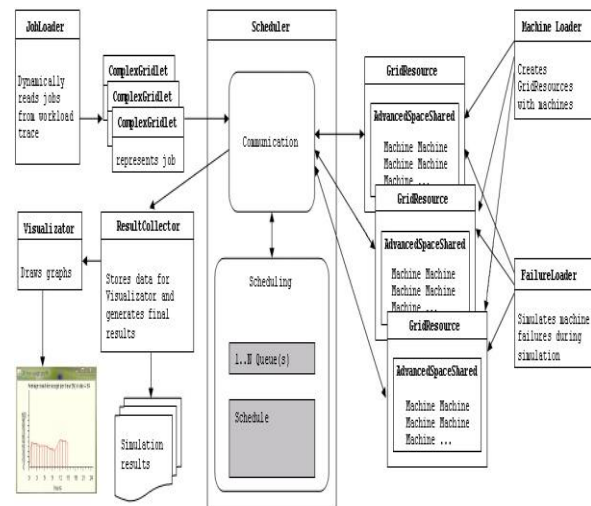 JobLoader
Dynamically
reads jobs
from workload
trace
ComplexGridlet
ComplexGridlet
ComplexGridlet
represents job
Scheduler
Communication
Scheduling
1..N Queue(s)
Schedule
GridResource
AdvancedSpaceShared
Machine Machine
Machine Machine
Machine ...
GridResource
AdvancedSpaceShared
Machine Machine
Machine Machine
Machine ...
GridResource
AdvancedSpaceShared
Machine Machine
Machine Machine
Machine ...
Machine Loader
Creates
GridResources
with machines
FailureLoader
Simulates machine
failures during
simulation
Visualizator
Draws graphs
ResultCollector
Stores data for
Visualizator and
generates final
results
Simulation
results